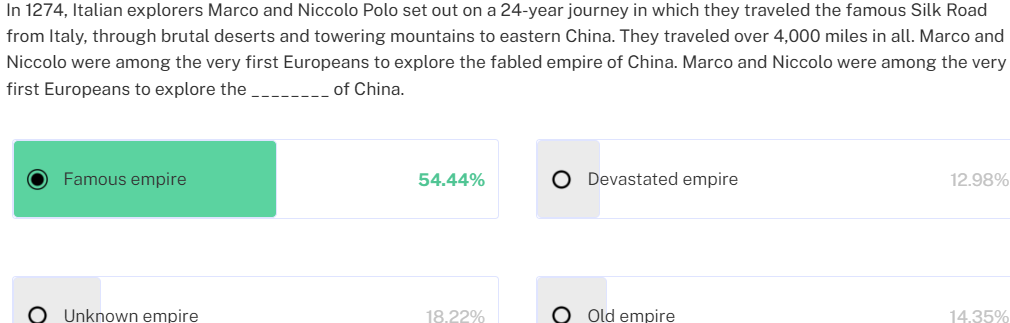 In 1274, Italian explorers Marco and Niccolo Polo set out on a 24-year journey in which they traveled the famous Silk Road
from Italy, through brutal deserts and towering mountains to eastern China. They traveled over 4,000 miles in all. Marco and
Niccolo were among the very first Europeans to explore the fabled empire of China. Marco and Niccolo were among the very
first Europeans to explore the ________ of China.
Famous empire 54.44%
Devastated empire 12.98%
Unknown empire 18.22%
Old empire 14.35%